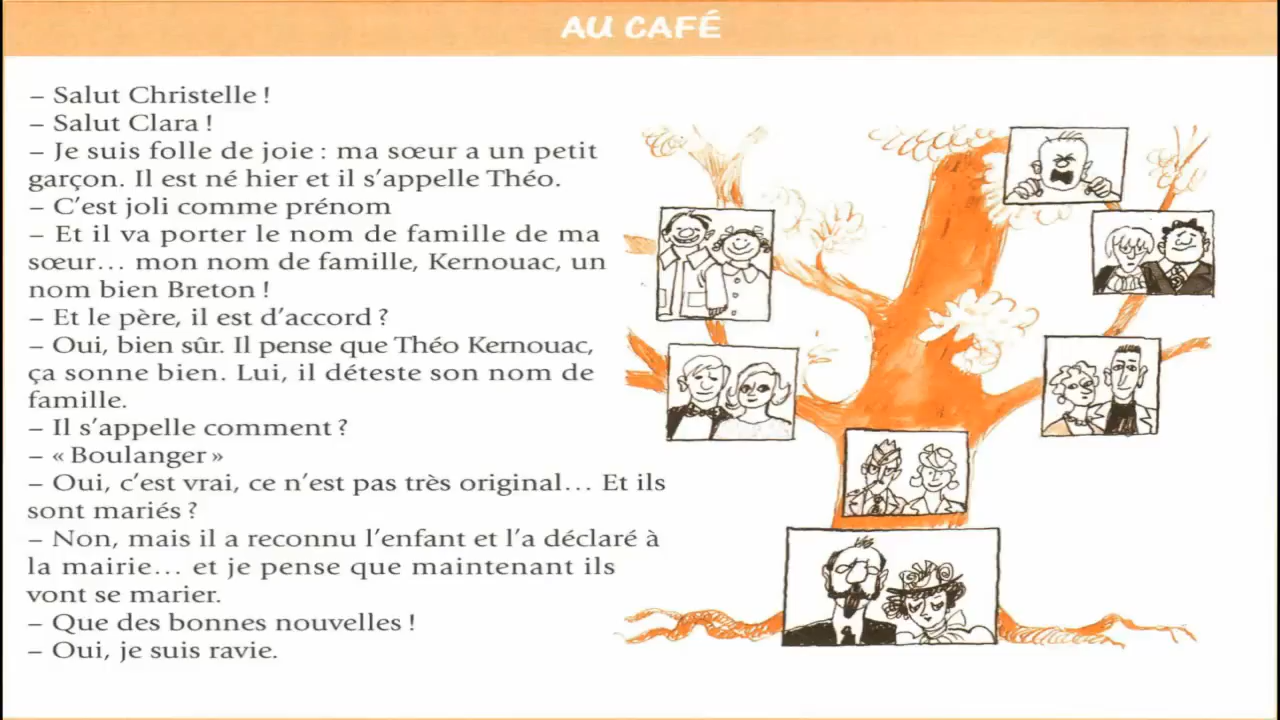 AU CAFÉ
– Salut Christelle !
– Salut Clara !
– Je suis folle de joie : ma sœur a un petit
garçon. Il est né hier et il s’appelle Théo.
– C’est joli comme prénom
– Et il va porter le nom de famille de ma
sœur... mon nom de famille, Kernouac, un
nom bien Breton !
– Et le père, il est d’accord ?
– Oui, bien sûr. Il pense que Théo Kernouac,
ça sonne bien. Lui, il déteste son nom de
famille.
– Il s’appelle comment ?
– « Boulanger »
– Oui, c’est vrai, ce n’est pas très original... Et ils
sont mariés ?
– Non, mais il a reconnu l’enfant et l’a déclaré à
la mairie... et je pense que maintenant ils
vont se marier.
– Que des bonnes nouvelles !
– Oui, je suis ravie.